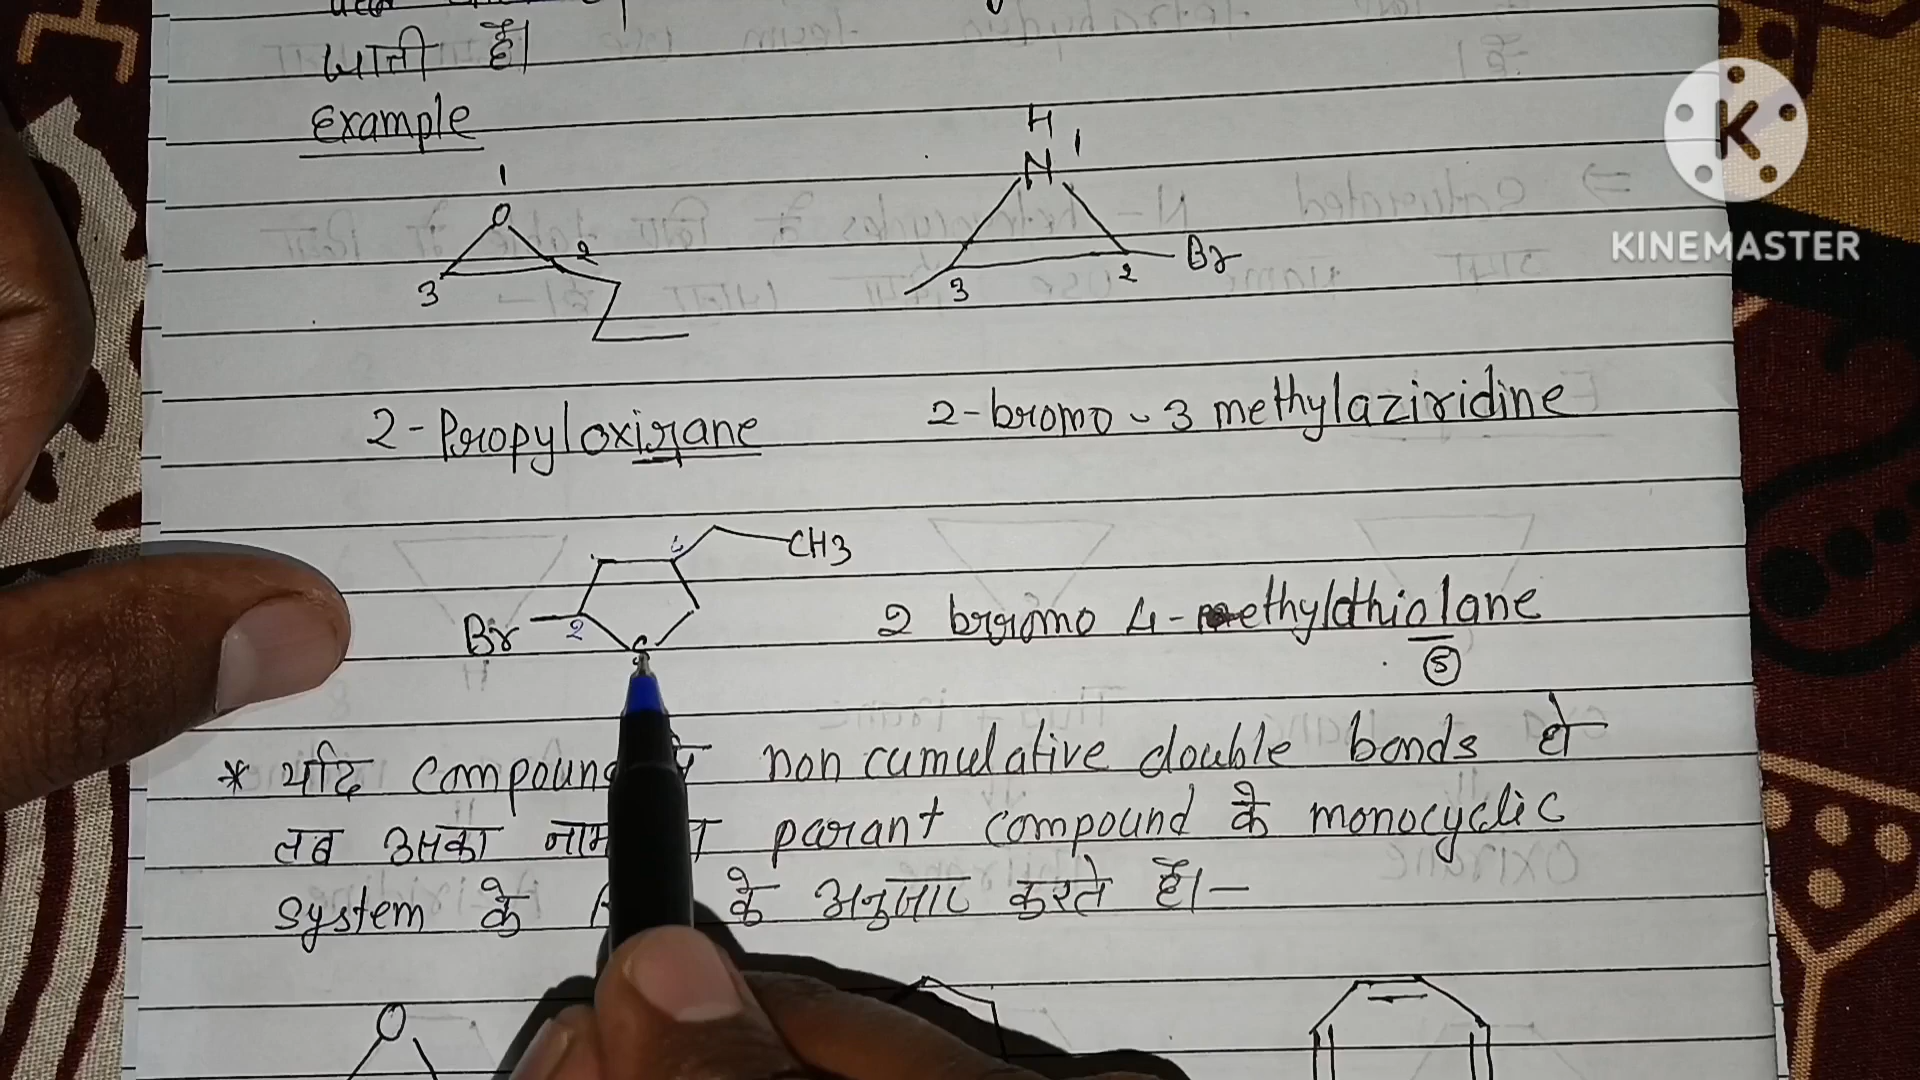 जाती हैं।
Example
H
1
N
1
O
2
3
Br
2
3
2-Propyloxirane
2-bromo-3 methylaziridine
4
CH3
Br
2
S
2 bromo 4-ethylthiolane
5
* यदि compound में non cumulative double bonds हो
तब उसका नाम parant compound के monocyclic
system के के अनुसार करते हैं।-
O
KINEMASTER